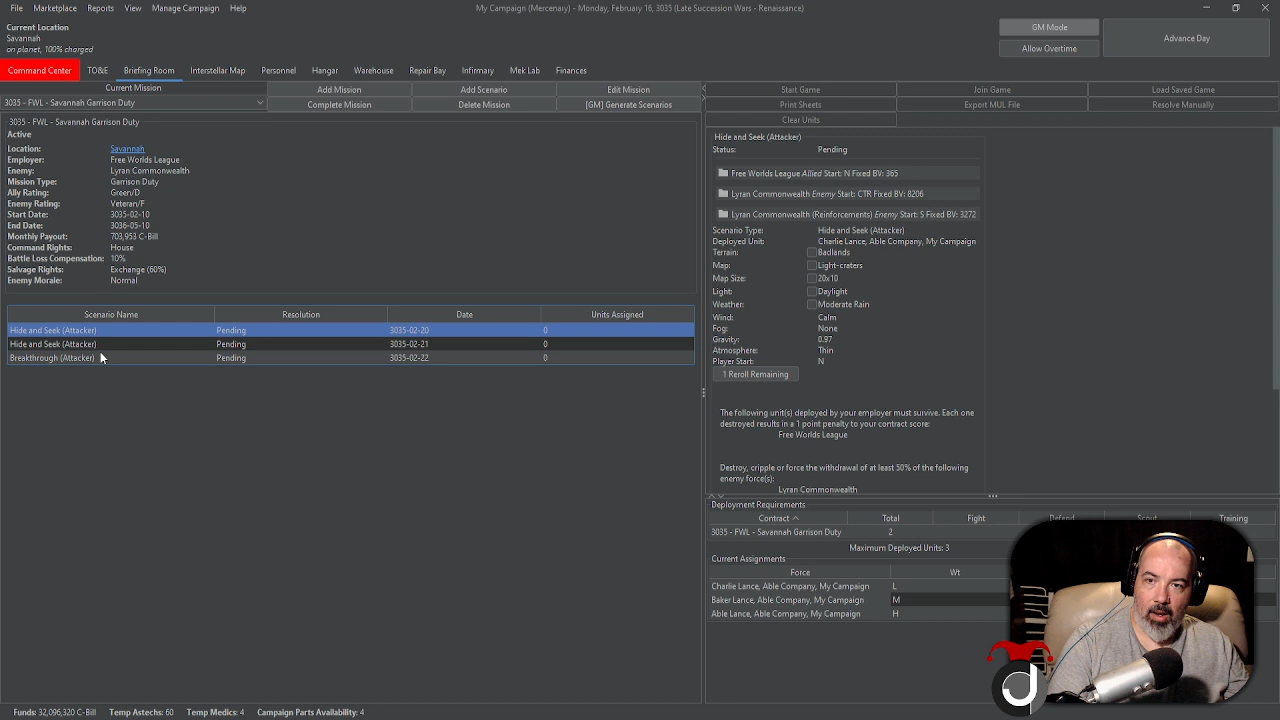 File Marketplace Reports View Manage Campaign Help
My Campaign (Mercenary) - Monday, February 16, 3035 (Late Succession Wars - Renaissance)
Current Location
Savannah
on planet, 100% charged
GM Mode
Allow Overtime
Advance Day
Command Center TO&E Briefing Room Interstellar Map Personnel Hangar Warehouse Repair Bay Infirmary Mek Lab Finances
Current Mission
3035 - FWL - Savannah Garrison Duty
Add Mission Add Scenario Edit Mission
Complete Mission Delete Mission [GM] Generate Scenarios
3035 - FWL - Savannah Garrison Duty
Active
Location: Savannah
Employer: Free Worlds League
Enemy: Lyran Commonwealth
Mission Type: Garrison Duty
Ally Rating: Green/D
Enemy Rating: Veteran/F
Start Date: 3035-02-10
End Date: 3036-05-10
Monthly Payout: 703,953 C-Bill
Command Rights: House
Battle Loss Compensation: 10%
Salvage Rights: Exchange (60%)
Enemy Morale: Normal
Scenario Name Resolution Date Units Assigned
Hide and Seek (Attacker) Pending 3035-02-20 0
Hide and Seek (Attacker) Pending 3035-02-21 0
Breakthrough (Attacker) Pending 3035-02-22 0
Start Game Join Game Load Saved Game
Print Sheets Export MUL File Resolve Manually
Clear Units
Hide and Seek (Attacker)
Status: Pending
Free Worlds League Allied Start: N Fixed BV: 365
Lyran Commonwealth Enemy Start: CTR Fixed BV: 8206
Lyran Commonwealth (Reinforcements) Enemy Start: S Fixed BV: 3272
Scenario Type: Hide and Seek (Attacker)
Deployed Unit: Charlie Lance, Able Company, My Campaign
Terrain: Badlands
Map: Light-craters
Map Size: 20x10
Light: Daylight
Weather: Moderate Rain
Wind: Calm
Fog: None
Gravity: 0.97
Atmosphere: Thin
Player Start: N
1 Reroll Remaining
The following unit(s) deployed by your employer must survive. Each one
destroyed results in a 1 point penalty to your contract score:
Free Worlds League
Destroy, cripple or force the withdrawal of at least 50% of the following
enemy force(s):
Lyran Commonwealth
Deployment Requirements
Contract Total Fight Defend Scout Training
3035 - FWL - Savannah Garrison Duty 2
Maximum Deployed Units: 3
Current Assignments
Force Wt
Charlie Lance, Able Company, My Campaign L
Baker Lance, Able Company, My Campaign M
Able Lance, Able Company, My Campaign H
Funds: 32,096,320 C-Bill Temp Astechs: 60 Temp Medics: 4 Campaign Parts Availability: 4